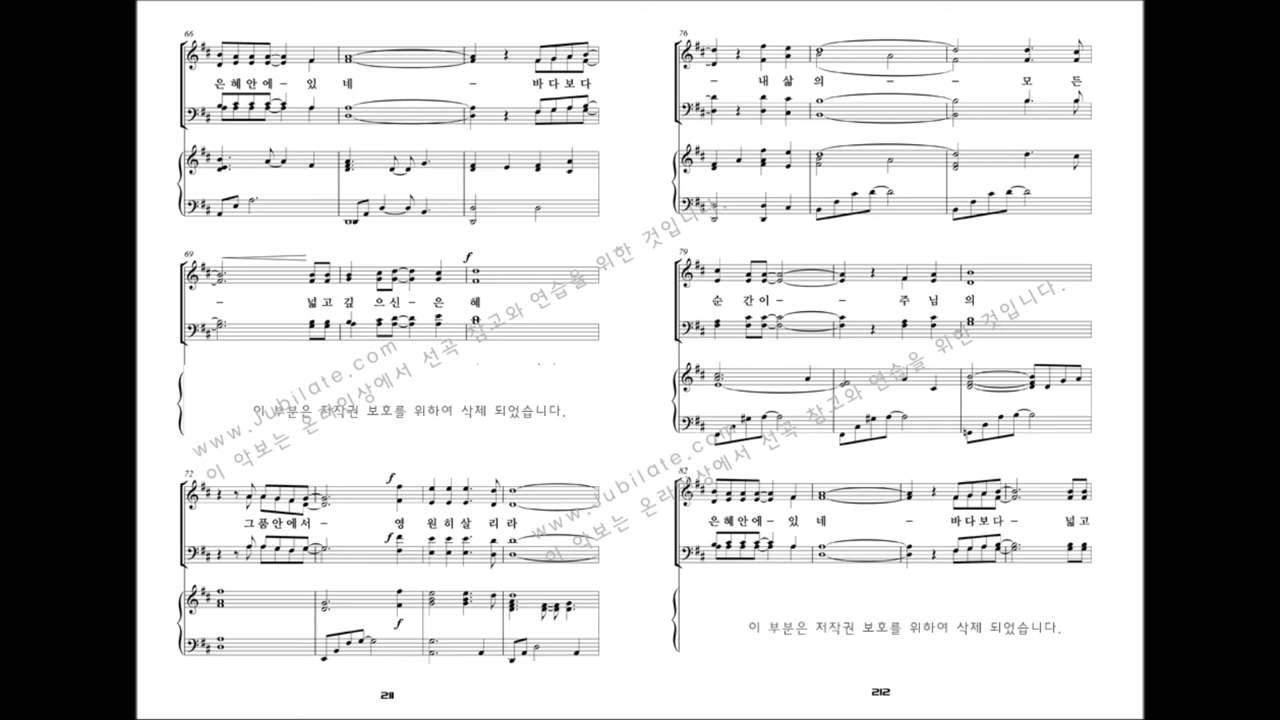 66
은혜안에-있 네 - 바다보다
69
f
- 넓고깊 으신-은 혜
이 부분은 저작권 보호를 위하여 삭제 되었습니다.
72
f
그품안에서- 영 원히살 리라
f
f
211
76
- 내 삶의 - - 모 든
79
순 간이- - 주님 의
82
은혜안에-있 네 - 바다보다- 넓고
이 부분은 저작권 보호를 위하여 삭제 되었습니다.
212
www.jubilate.com
이 악보는 온라인상에서 선곡 참고와 연습을 위한 것입니다.
www.jubilate.com
이 악보는 온라인상에서 선곡 참고와 연습을 위한 것입니다.